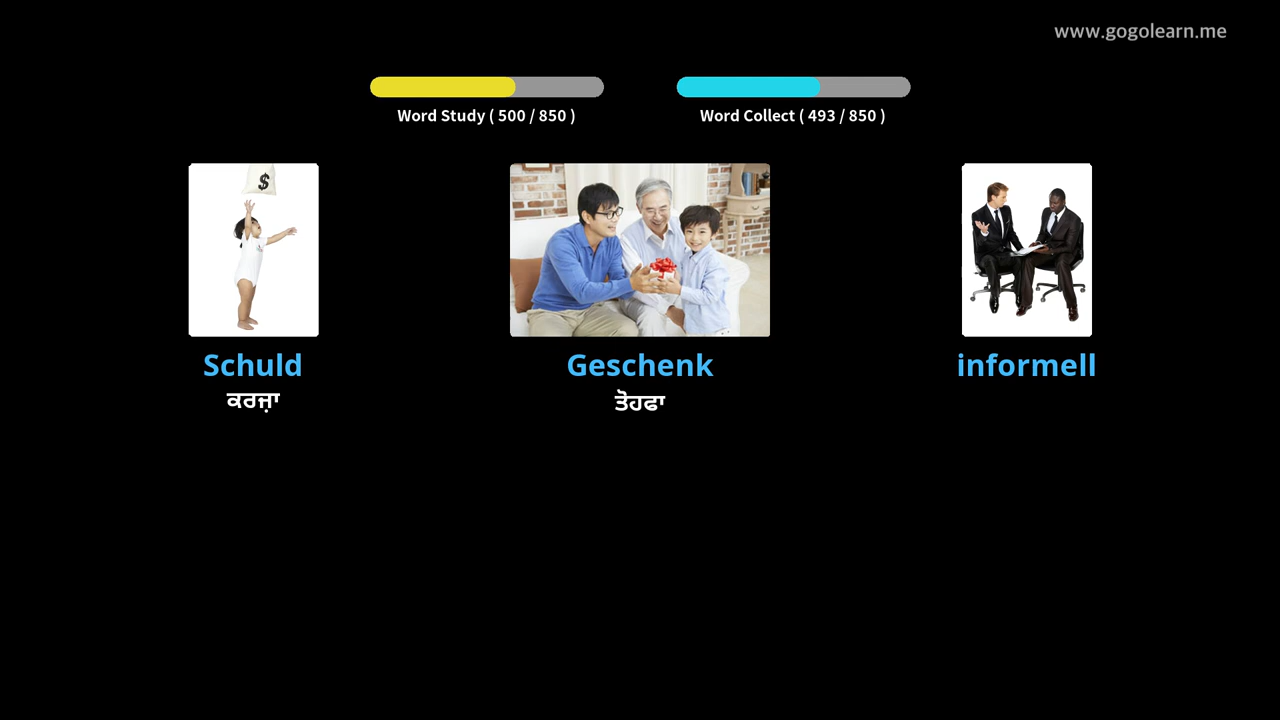 www.gogolearn.me
Word Study ( 500 / 850 )
Word Collect ( 493 / 850 )
$
Schuld
Geschenk
informell
ਕਰਜ਼ਾ
ਤੋਹਫਾ